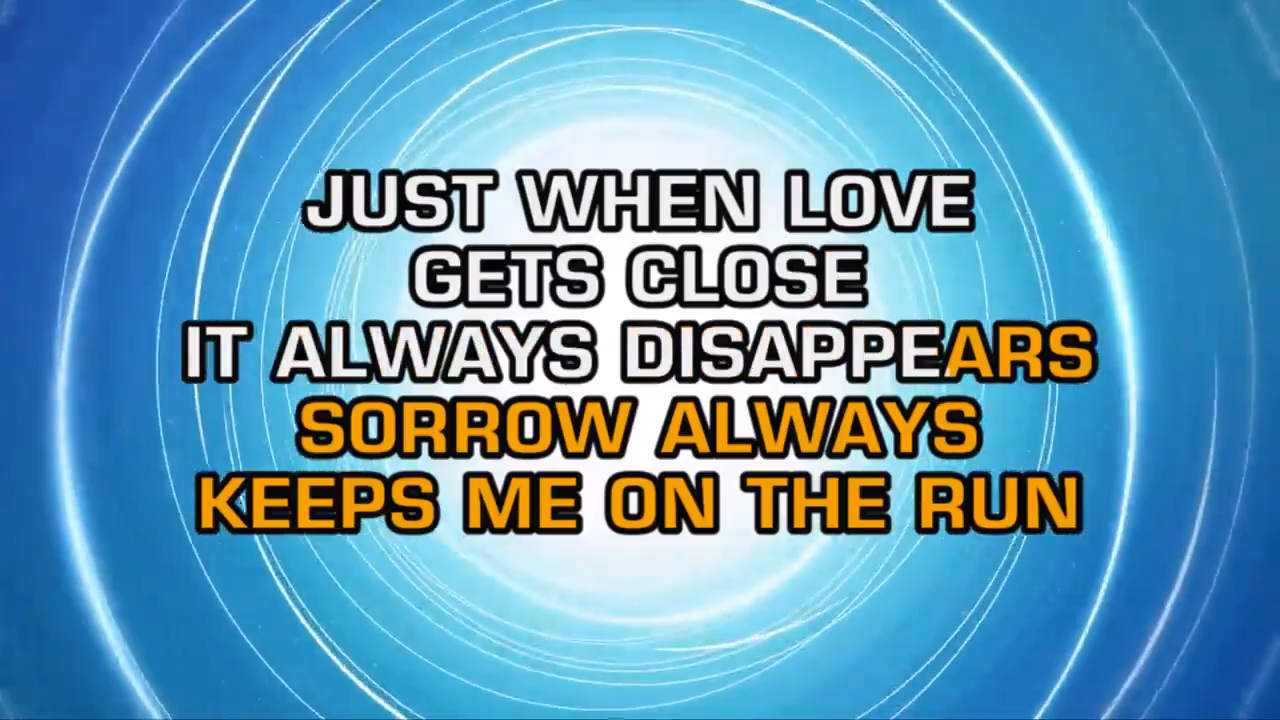 JUST WHEN LOVE
GETS CLOSE
IT ALWAYS DISAPPEARS
SORROW ALWAYS
KEEPS ME ON THE RUN